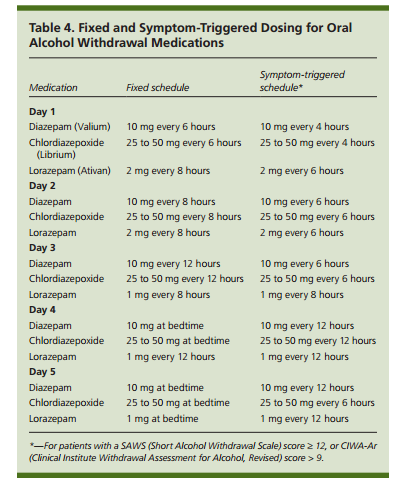 Table 4. Fixed and Symptom-Triggered Dosing for Oral
Alcohol Withdrawal Medications
Symptom-triggered
Medication Fixed schedule schedule*
Day 1
Diazepam (Valium) 10 mg every 6 hours 10 mg every 4 hours
Chlordiazepoxide 25 to 50 mg every 6 hours 25 to 50 mg every 4 hours
(Librium)
Lorazepam (Ativan) 2 mg every 8 hours 2 mg every 6 hours
Day 2
Diazepam 10 mg every 8 hours 10 mg every 6 hours
Chlordiazepoxide 25 to 50 mg every 8 hours 25 to 50 mg every 6 hours
Lorazepam 2 mg every 8 hours 2 mg every 6 hours
Day 3
Diazepam 10 mg every 12 hours 10 mg every 6 hours
Chlordiazepoxide 25 to 50 mg every 12 hours 25 to 50 mg every 6 hours
Lorazepam 1 mg every 8 hours 1 mg every 8 hours
Day 4
Diazepam 10 mg at bedtime 10 mg every 12 hours
Chlordiazepoxide 25 to 50 mg at bedtime 25 to 50 mg every 12 hours
Lorazepam 1 mg every 12 hours 1 mg every 12 hours
Day 5
Diazepam 10 mg at bedtime 10 mg every 12 hours
Chlordiazepoxide 25 to 50 mg at bedtime 25 to 50 mg every 6 hours
Lorazepam 1 mg at bedtime 1 mg every 12 hours
*—For patients with a SAWS (Short Alcohol Withdrawal Scale) score ≥ 12, or CIWA-Ar
(Clinical Institute Withdrawal Assessment for Alcohol, Revised) score > 9.